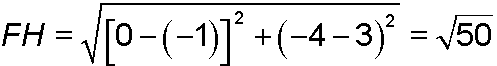 FH = √([0 − (−1)]² + (−4 − 3)²) = √50